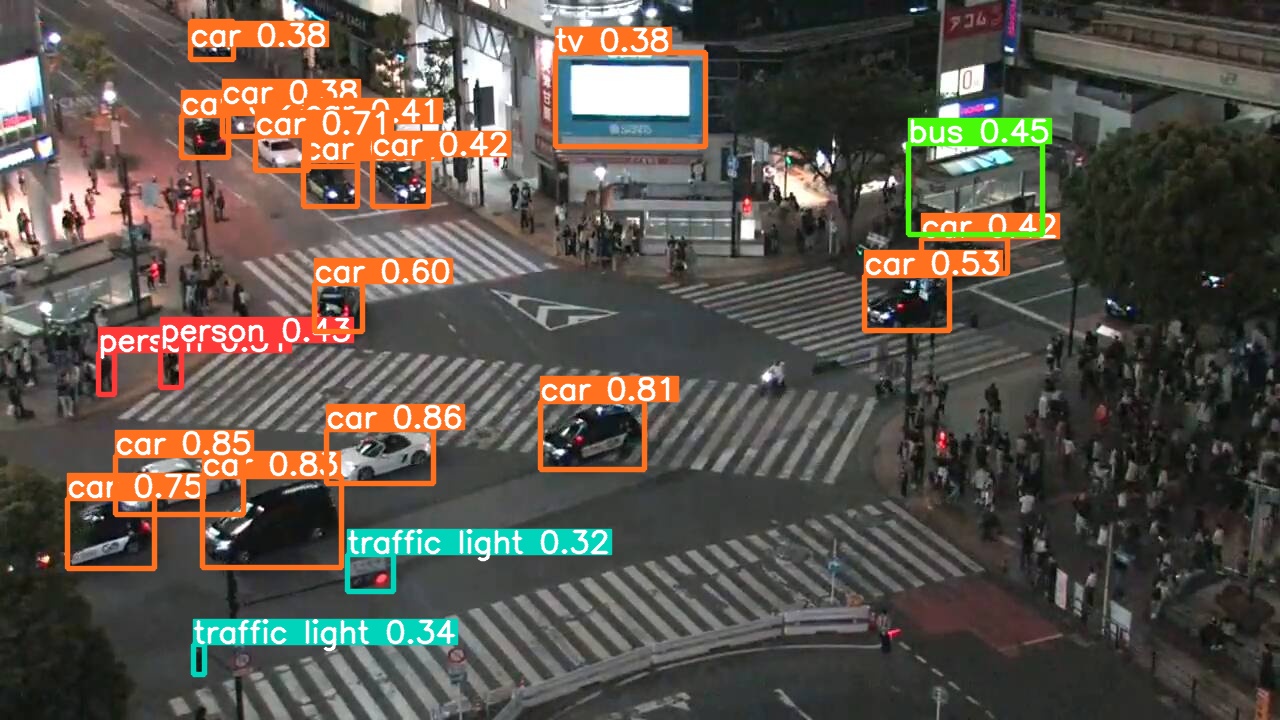 car 0.38
tv 0.38
アコム
car 0.38
car 0.71
.41
car
car 0.42
bus 0.45
car 0.42
car 0.53
car 0.60
person 0.43
car 0.81
car 0.86
car 0.85
car 0.83
car 0.75
traffic light 0.32
traffic light 0.34